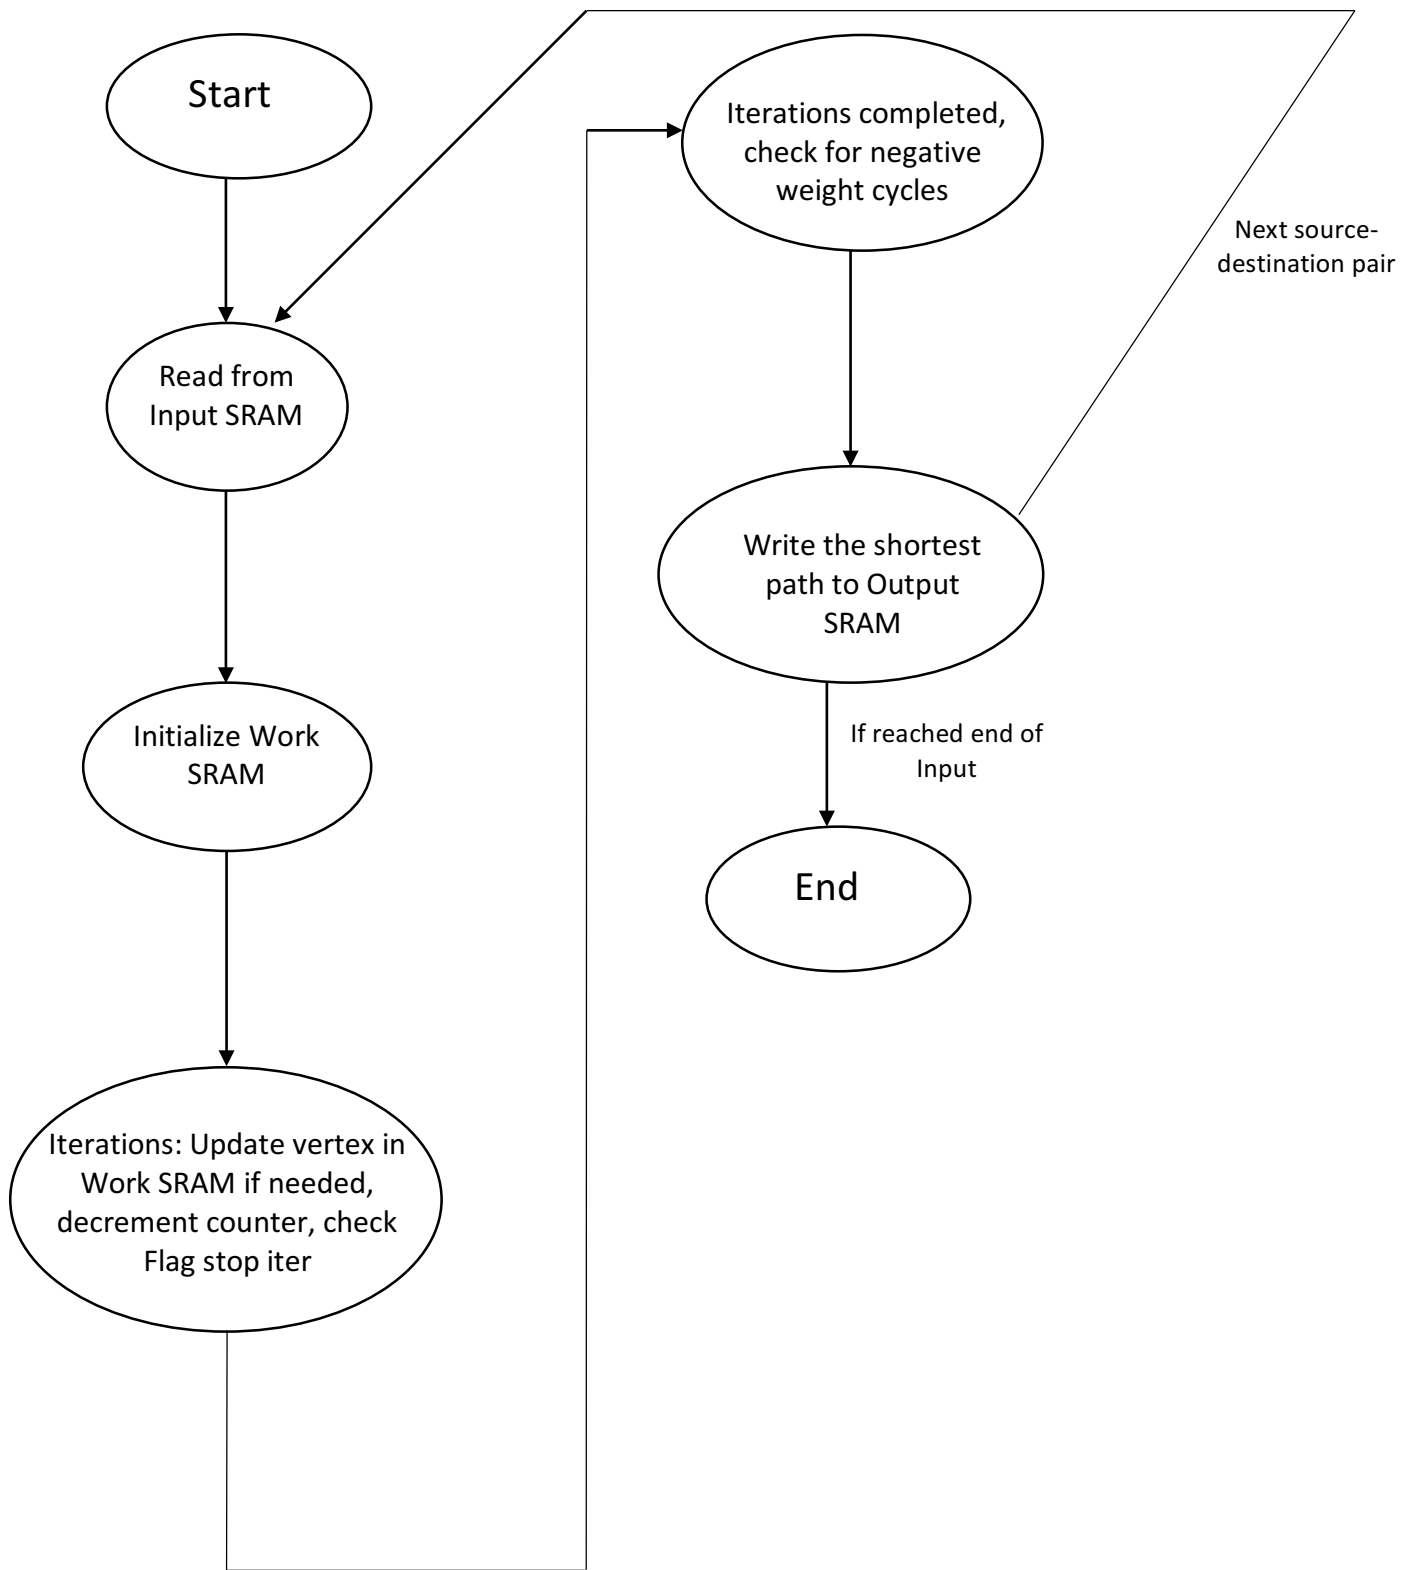 Start
Read from
Input SRAM
Initialize Work
SRAM
Iterations: Update vertex in
Work SRAM if needed,
decrement counter, check
Flag stop iter
Iterations completed,
check for negative
weight cycles
Next source-
destination pair
Write the shortest
path to Output
SRAM
If reached end of
Input
End